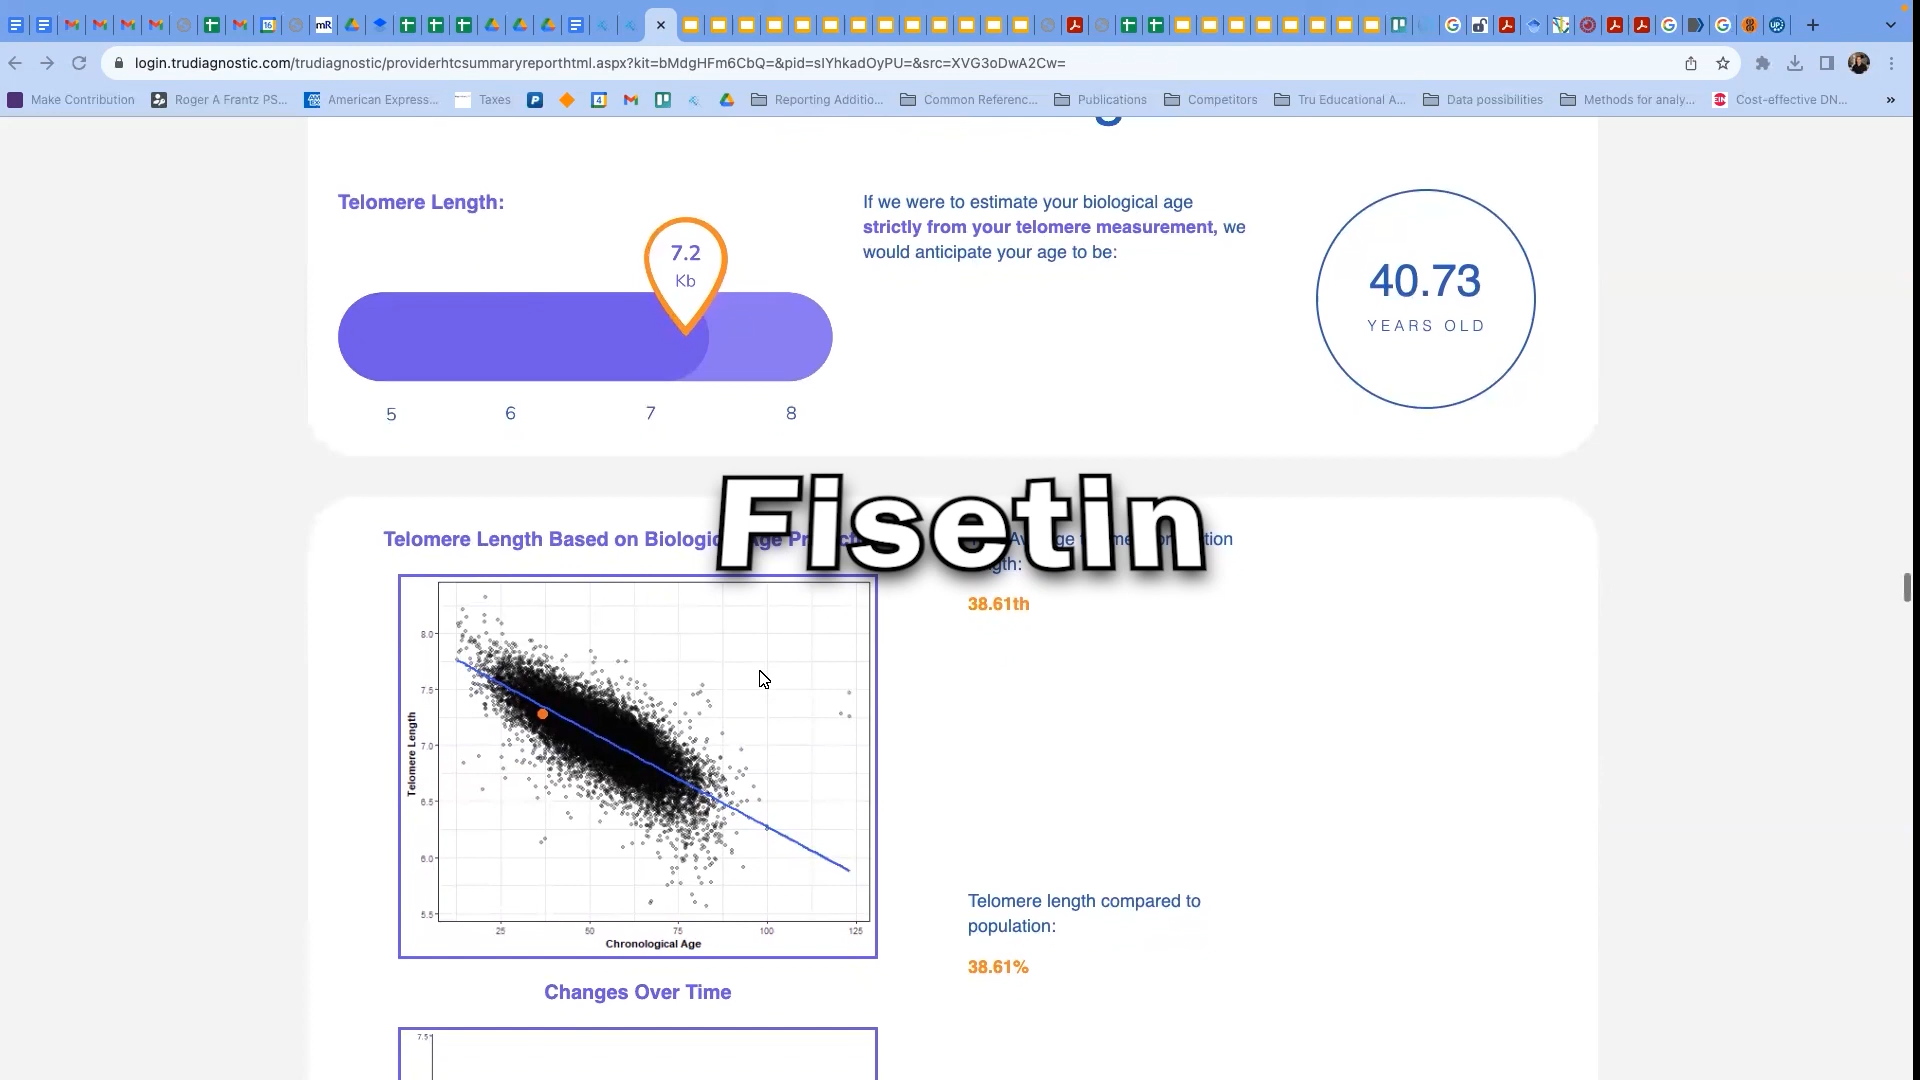 login.trudiagnostic.com/trudiagnostic/providerhtcsummaryreporthtml.aspx?kit=bMdgHFm6CbQ=&pid=sIYhkadOyPU=&src=XVG3oDwA2Cw=
Make Contribution
Roger A Frantz PS...
American Express...
Taxes
Reporting Additio...
Common Referenc...
Publications
Competitors
Tru Educational A...
Data possibilities
Methods for analy...
Cost-effective DN...
»
Telomere Length:
7.2
Kb
5 6 7 8
If we were to estimate your biological age
strictly from your telomere measurement, we
would anticipate your age to be:
40.73
YEARS OLD
Fisetin
Telomere Length Based on
38.61th
8.0
7.5
7.0
6.5
6.0
5.5
Telomere Length
25 50 75 100 125
Chronological Age
Telomere length compared to
population:
38.61%
Changes Over Time
7.5